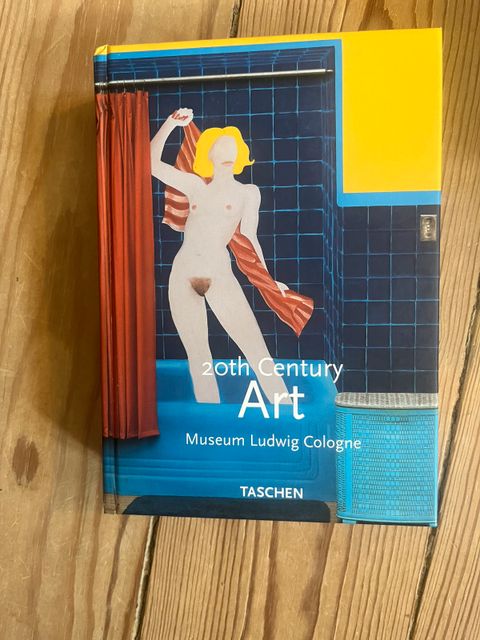 20th Century
Art
Museum Ludwig Cologne
TASCHEN